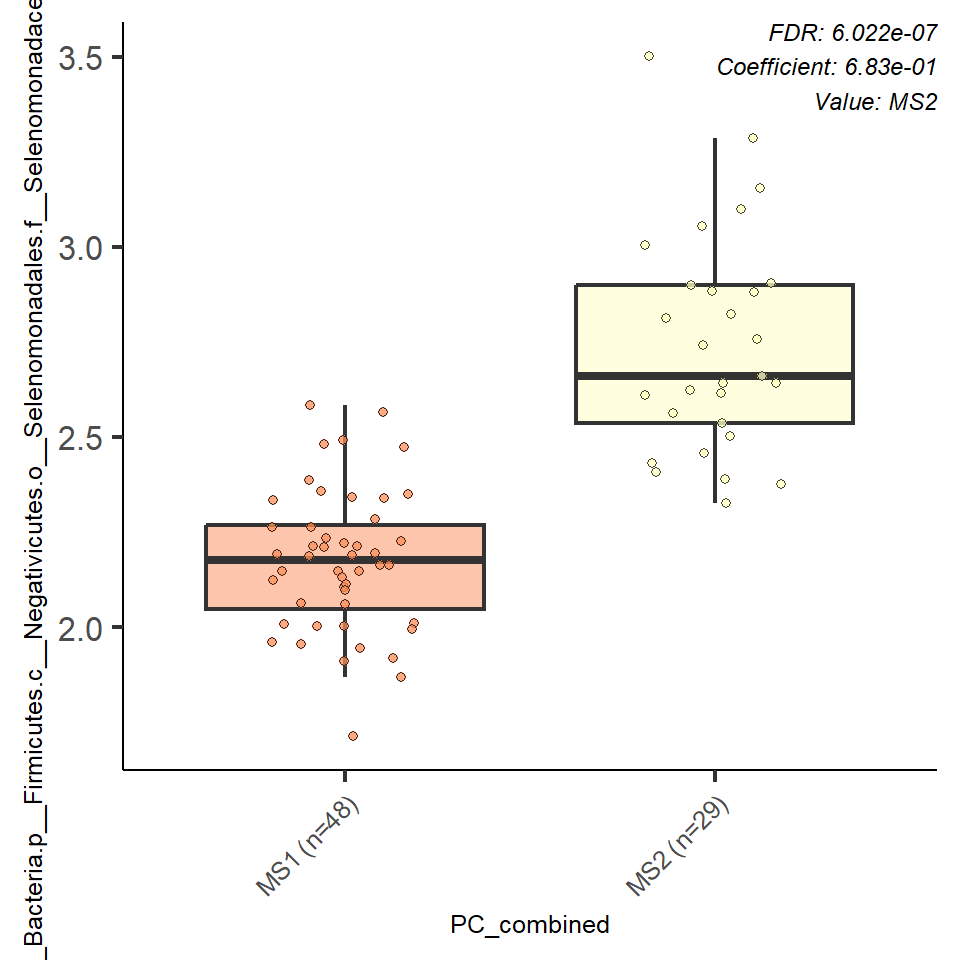 FDR: 6.022e-07
Coefficient: 6.83e-01
Value: MS2
3.5
3.0
2.5
2.0
_Bacteria.p__Firmicutes.c__Negativicutes.o__Selenomonadales.f__Selenomonadace
MS1 (n=48)
MS2 (n=29)
PC_combined